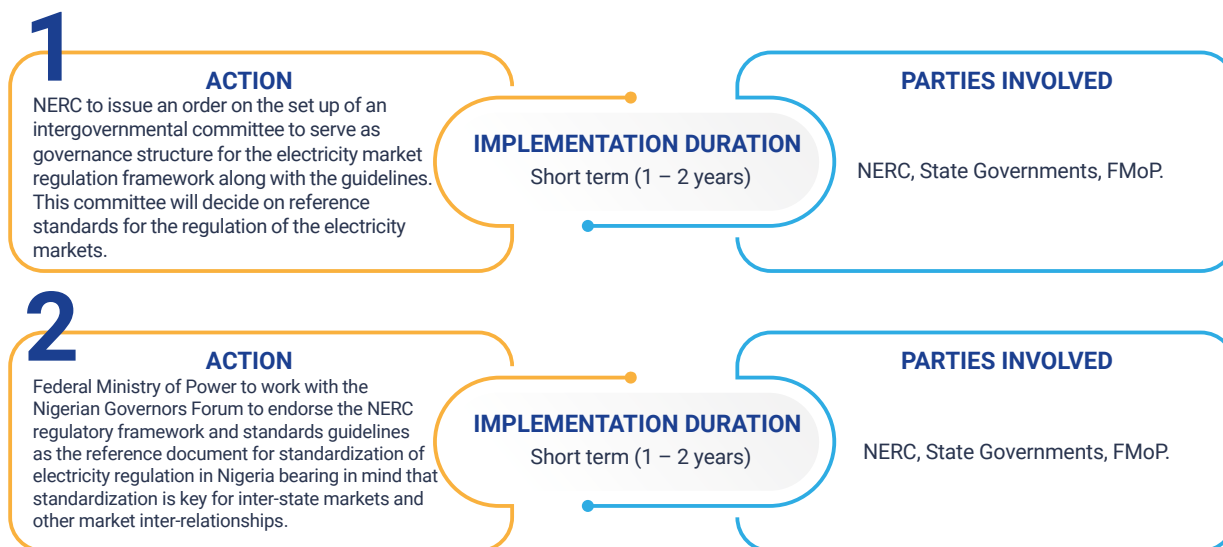 1
ACTION
NERC to issue an order on the set up of an
intergovernmental committee to serve as
governance structure for the electricity market
regulation framework along with the guidelines.
This committee will decide on reference
standards for the regulation of the electricity
markets.
IMPLEMENTATION DURATION
Short term (1 – 2 years)
PARTIES INVOLVED
NERC, State Governments, FMoP.
2
ACTION
Federal Ministry of Power to work with the
Nigerian Governors Forum to endorse the NERC
regulatory framework and standards guidelines
as the reference document for standardization of
electricity regulation in Nigeria bearing in mind that
standardization is key for inter-state markets and
other market inter-relationships.
IMPLEMENTATION DURATION
Short term (1 – 2 years)
PARTIES INVOLVED
NERC, State Governments, FMoP.